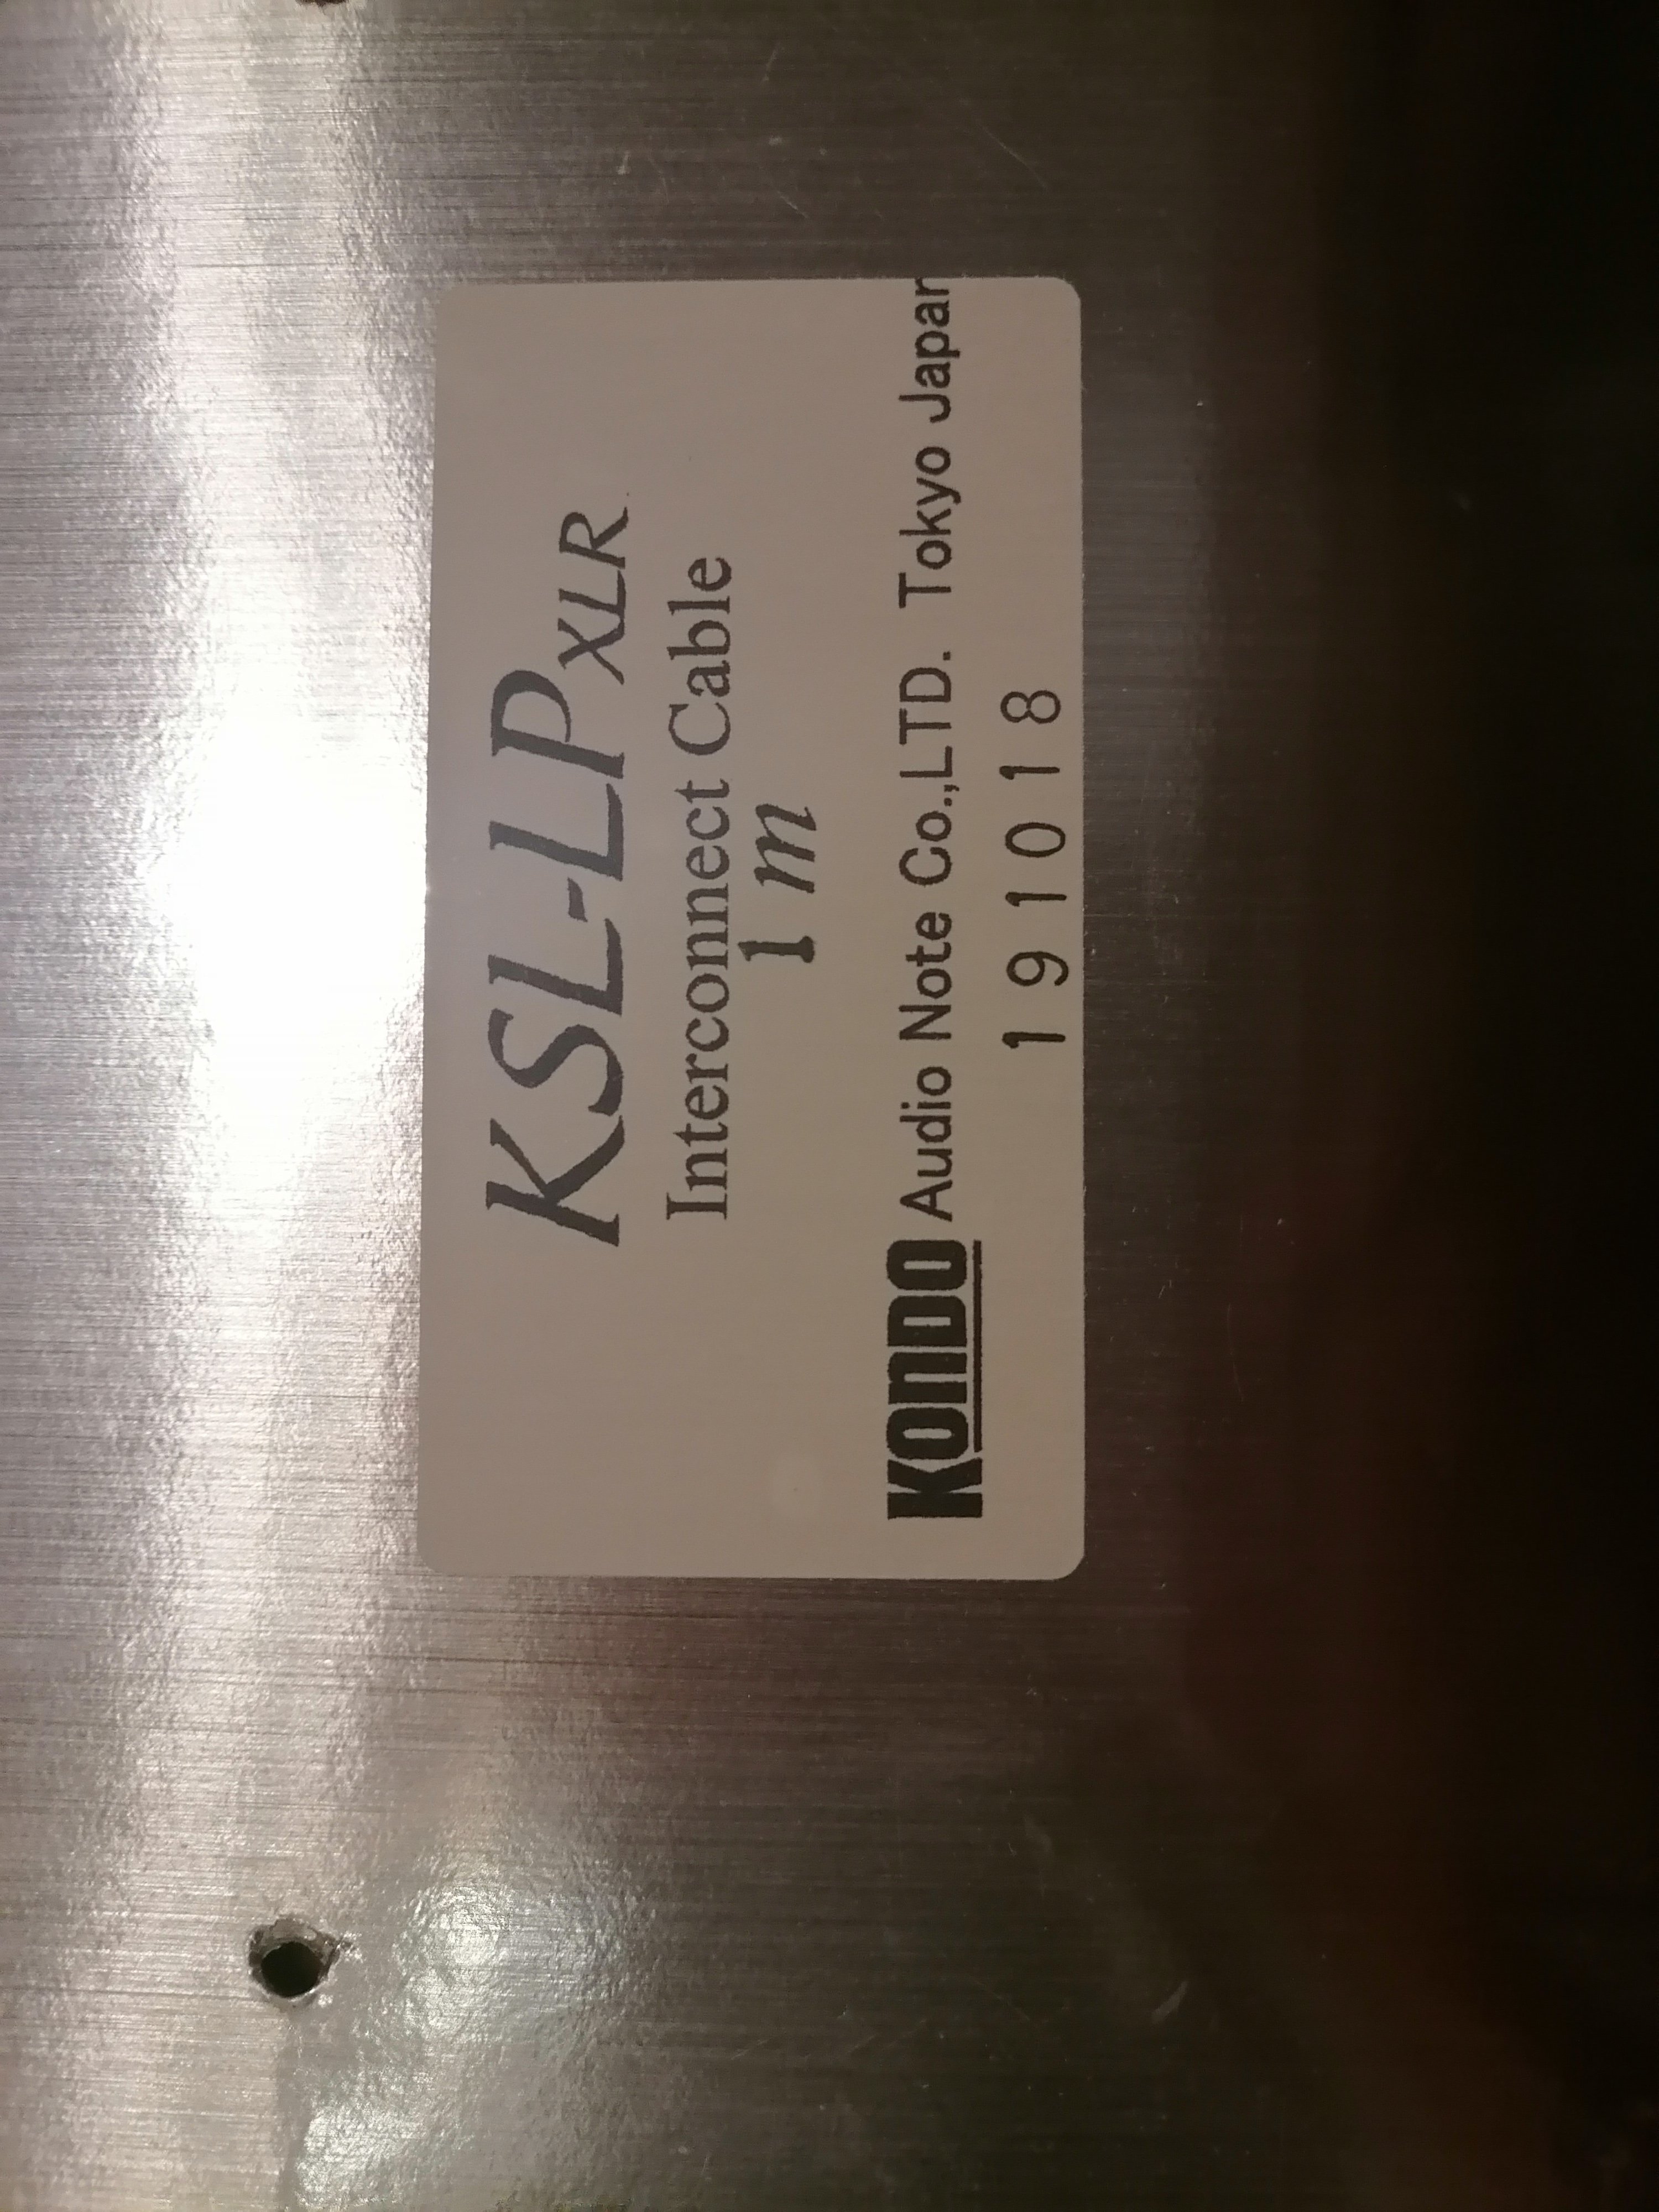 KSL-LP XLR
Interconnect Cable
1 m
KONDO Audio Note Co.,LTD. Tokyo Japan
191018